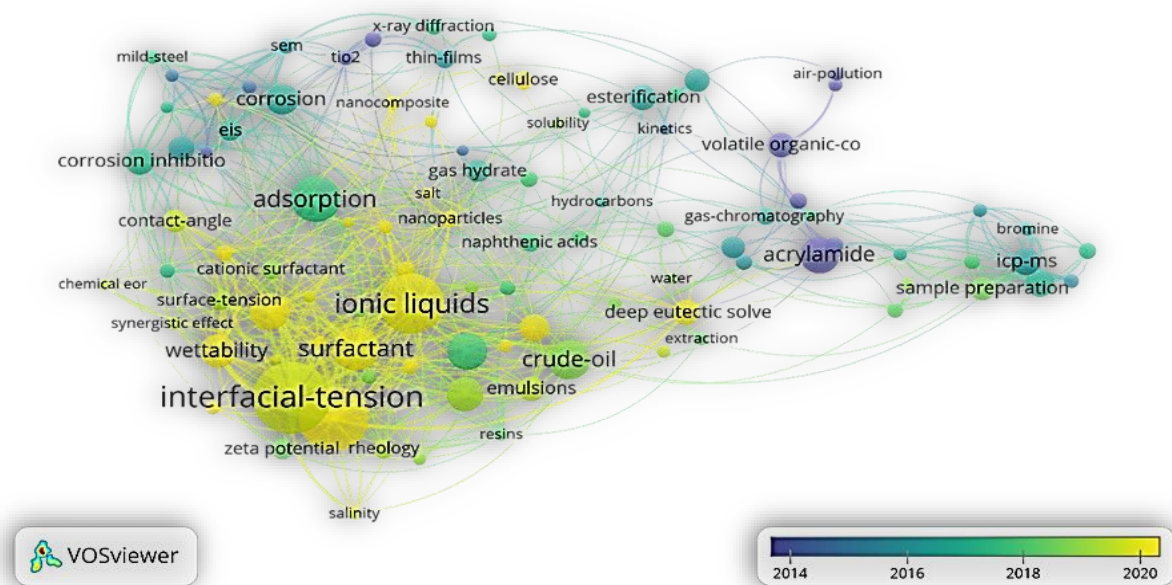 x-ray diffraction
sem
mild-steel
tio2
thin-films
air-pollution
cellulose
esterification
corrosion
nanocomposite
solubility
kinetics
eis
volatile organic-co
corrosion inhibitio
gas hydrate
salt
adsorption
hydrocarbons
contact-angle
nanoparticles
gas-chromatography
bromine
naphthenic acids
acrylamide
icp-ms
cationic surfactant
water
chemical eor
sample preparation
surface-tension
ionic liquids
deep eutectic solve
synergistic effect
extraction
wettability
surfactant
crude-oil
emulsions
interfacial-tension
resins
zeta potential
rheology
salinity
VOSviewer
2014
2016
2018
2020